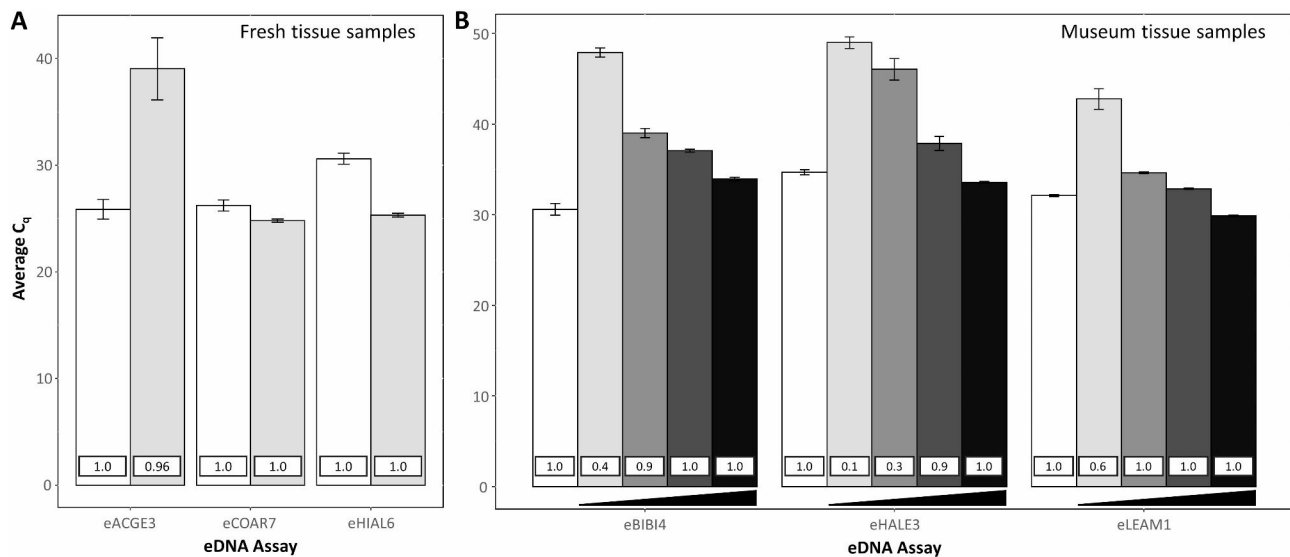 A
Fresh tissue samples
Average Cq
40
30
20
10
0
1.0 0.96 1.0 1.0 1.0 1.0
eACGE3 eCOAR7 eHIAL6
eDNA Assay
B
Museum tissue samples
50
40
30
20
10
0
1.0 0.4 0.9 1.0 1.0 1.0 0.1 0.3 0.9 1.0 1.0 0.6 1.0 1.0 1.0
eBIBI4 eHALE3 eLEAM1
eDNA Assay